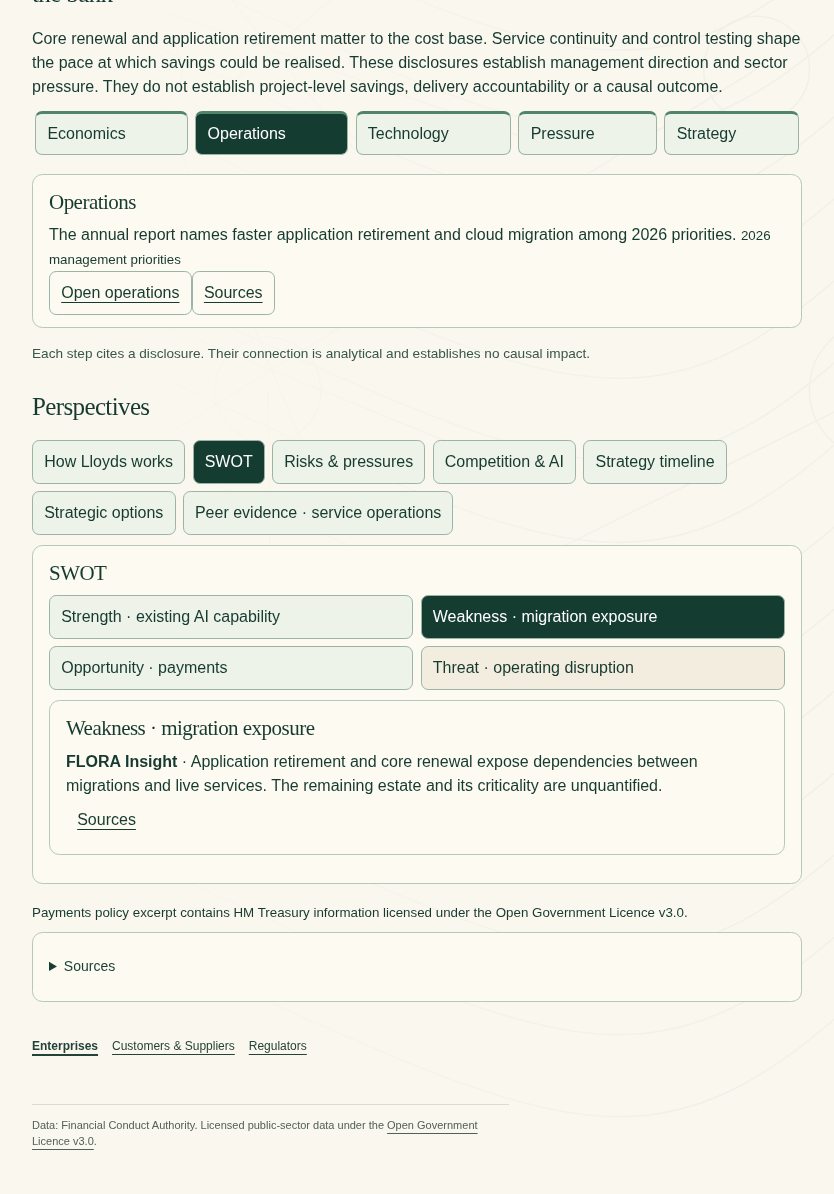 the bank
Core renewal and application retirement matter to the cost base. Service continuity and control testing shape
the pace at which savings could be realised. These disclosures establish management direction and sector
pressure. They do not establish project-level savings, delivery accountability or a causal outcome.
Economics
Operations
Technology
Pressure
Strategy
Operations
The annual report names faster application retirement and cloud migration among 2026 priorities. 2026
management priorities
Open operations
Sources
Each step cites a disclosure. Their connection is analytical and establishes no causal impact.
Perspectives
How Lloyds works
SWOT
Risks & pressures
Competition & AI
Strategy timeline
Strategic options
Peer evidence · service operations
SWOT
Strength · existing AI capability
Weakness · migration exposure
Opportunity · payments
Threat · operating disruption
Weakness · migration exposure
FLORA Insight · Application retirement and core renewal expose dependencies between
migrations and live services. The remaining estate and its criticality are unquantified.
Sources
Payments policy excerpt contains HM Treasury information licensed under the Open Government Licence v3.0.
Sources
Enterprises
Customers & Suppliers
Regulators
Data: Financial Conduct Authority. Licensed public-sector data under the Open Government
Licence v3.0.